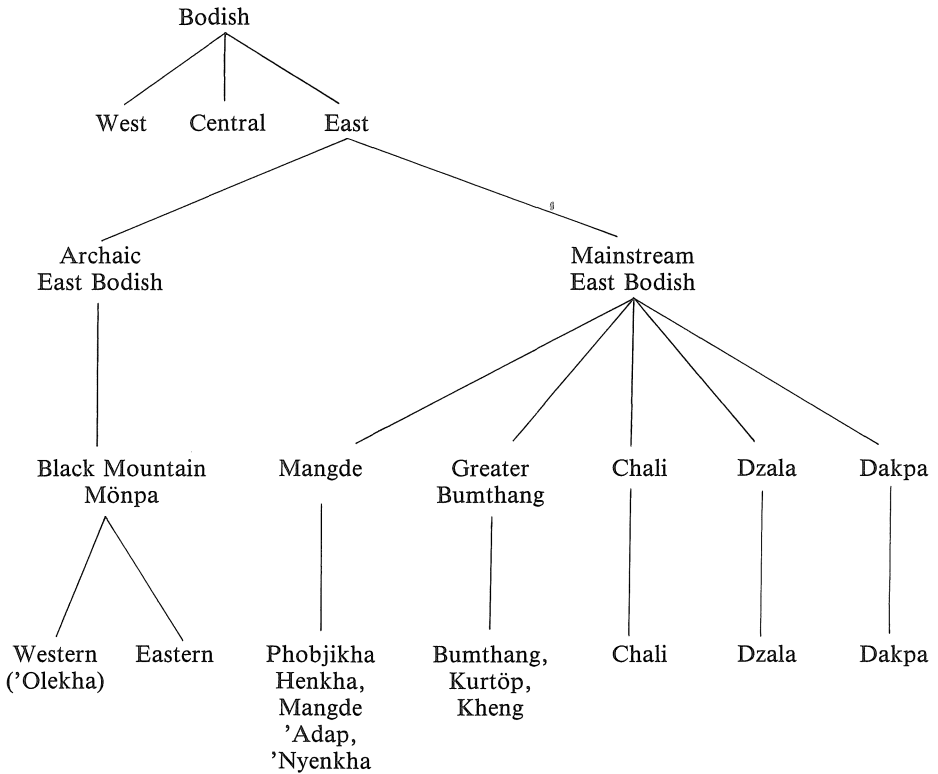 Bodish
West Central East
Archaic
East Bodish
Mainstream
East Bodish
Black Mountain
Mönpa
Mangde
Greater
Bumthang
Chali
Dzala
Dakpa
Western
(’Olekha)
Eastern
Phobjikha
Henkha,
Mangde
’Adap,
’Nyenkha
Bumthang,
Kurtöp,
Kheng
Chali
Dzala
Dakpa